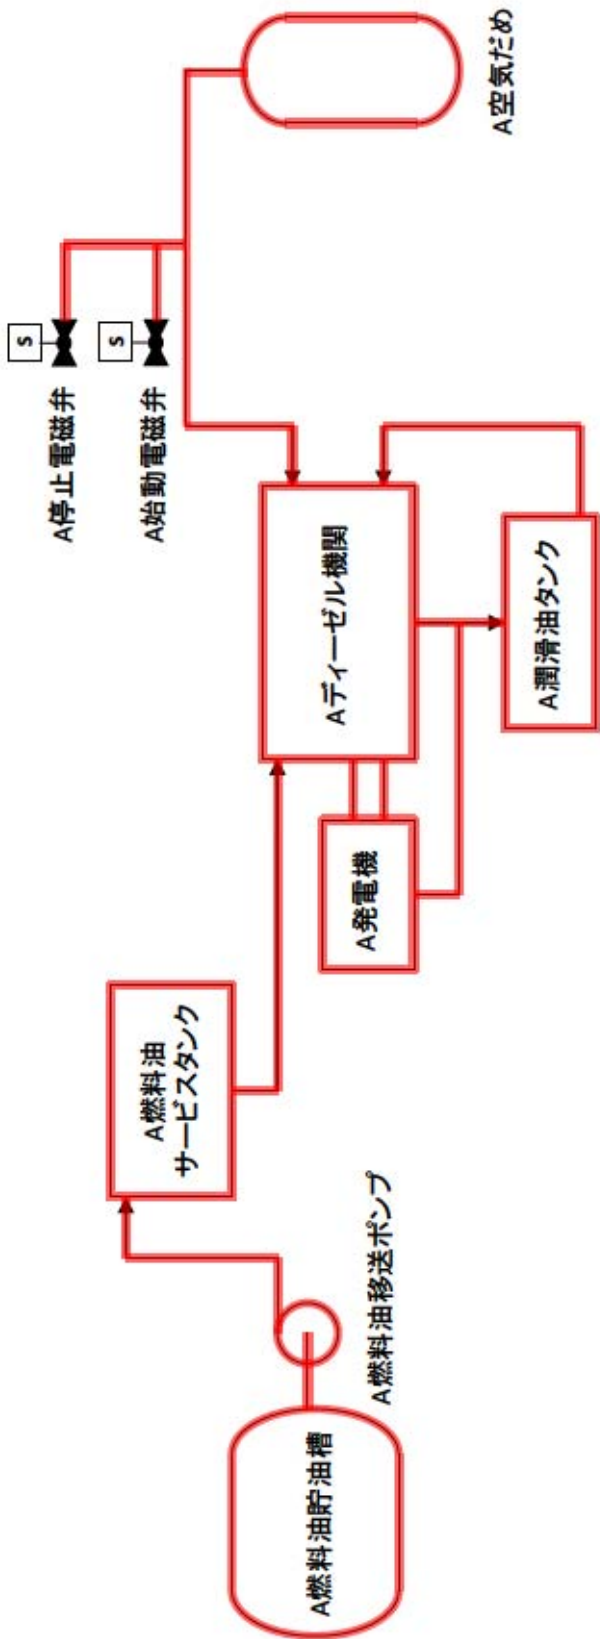 A停止電磁弁
S
A始動電磁弁
S
A空気だめ
A燃料油
サービスタンク
Aディーゼル機関
A発電機
A燃料油貯油槽
A燃料油移送ポンプ
A潤滑油タンク